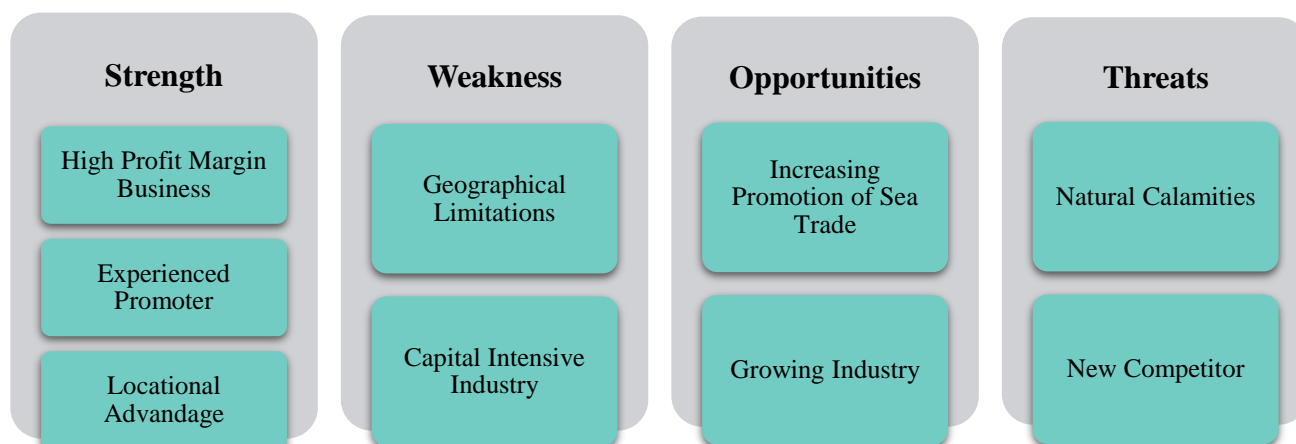 Strength
High Profit Margin
Business
Experienced
Promoter
Locational
Advandage
Weakness
Geographical
Limitations
Capital Intensive
Industry
Opportunities
Increasing
Promotion of Sea
Trade
Growing Industry
Threats
Natural Calamities
New Competitor